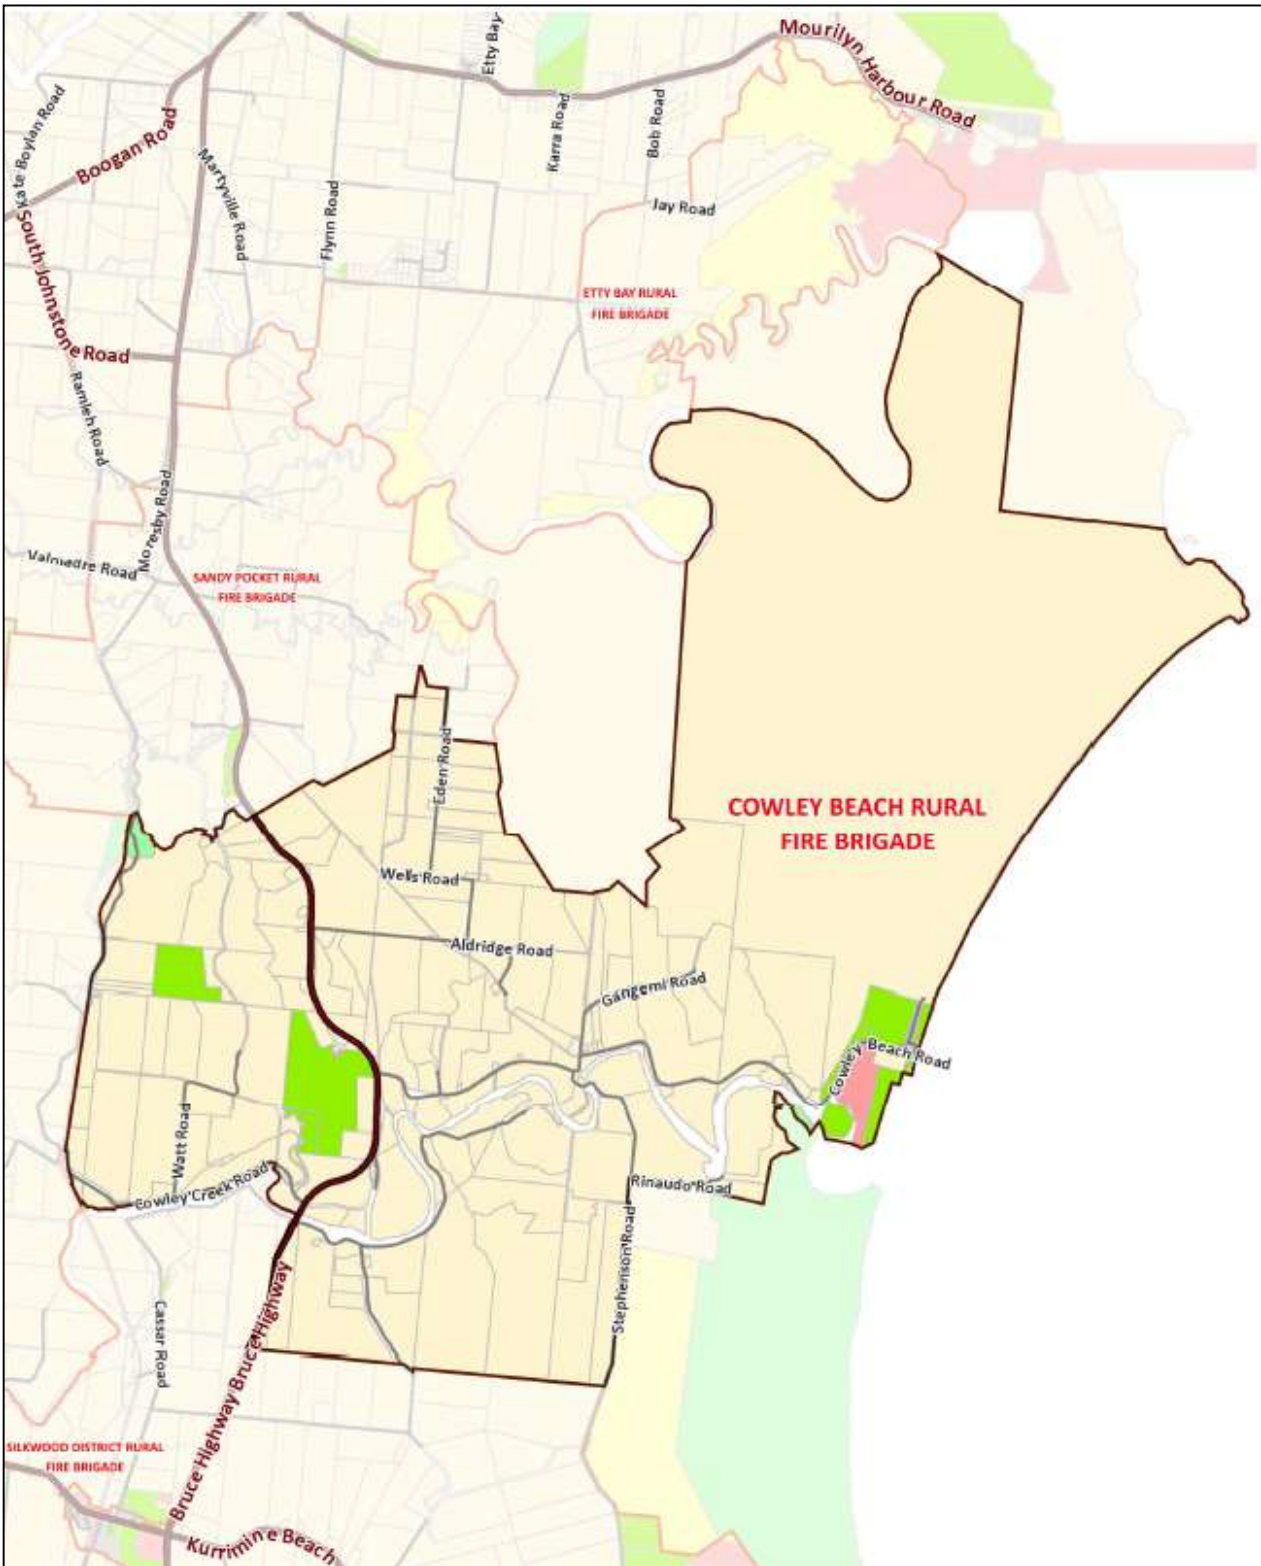 Mourilyn Harbour Road
Etty Bay
Kate Boylan Road
Boogan Road
Karra Road
Bob Road
Martyville Road
Flynn Road
Jay Road
South Johnstone Road
ETTY BAY RURAL
FIRE BRIGADE
Ramleh Road
Moresby Road
Valmadre Road
SANDY POCKET RURAL
FIRE BRIGADE
Eden Road
COWLEY BEACH RURAL
FIRE BRIGADE
Wells Road
Aldridge Road
Gangemi Road
Cowley Beach Road
Watt Road
Cowley Creek Road
Rinaudo Road
Stephenson Road
Cassar Road
Bruce Highway Bruce Highway
SILKWOOD DISTRICT RURAL
FIRE BRIGADE
Kurrimine Beach